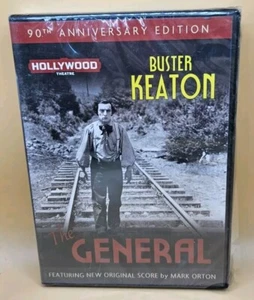 90TH ANNIVERSARY EDITION
HOLLYWOOD
THEATRE
BUSTER
KEATON
The
GENERAL
FEATURING NEW ORIGINAL SCORE by MARK ORTON